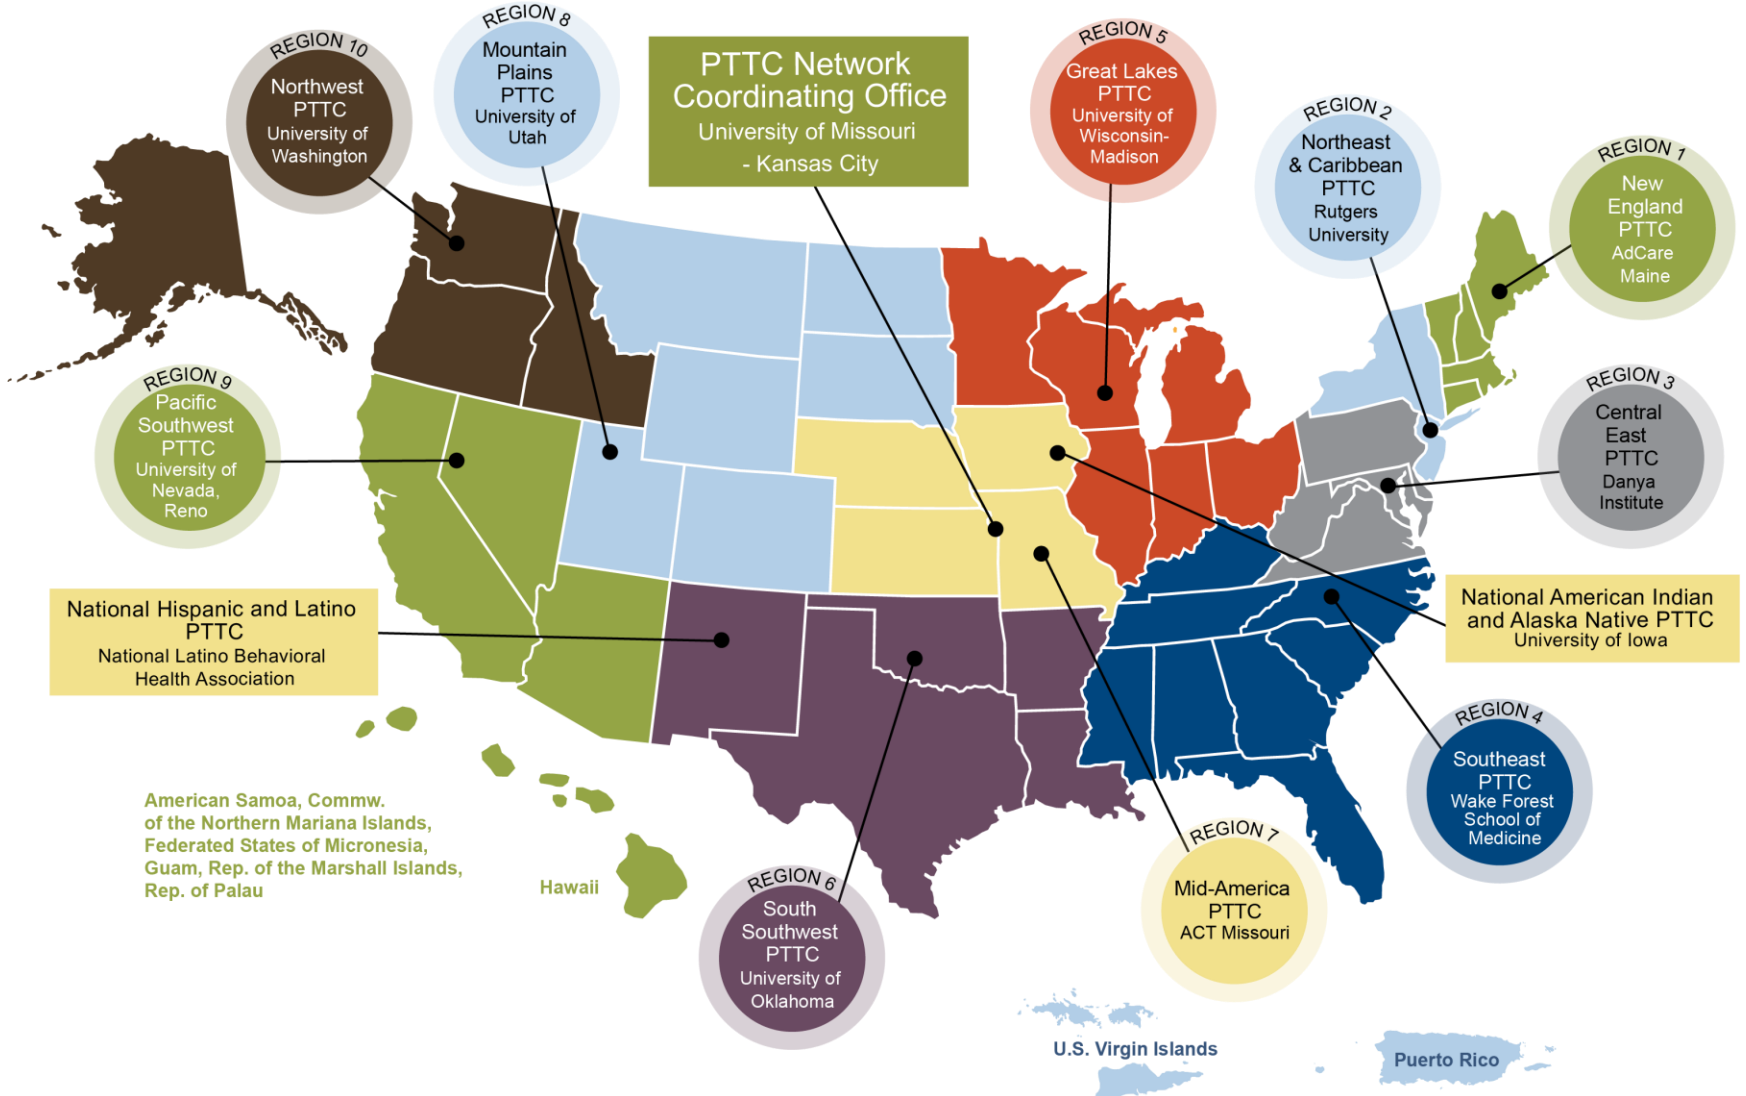 REGION 10
Northwest
PTTC
University of
Washington
REGION 8
Mountain
Plains
PTTC
University of
Utah
PTTC Network
Coordinating Office
University of Missouri
- Kansas City
REGION 5
Great Lakes
PTTC
University of
Wisconsin-
Madison
REGION 2
Northeast
& Caribbean
PTTC
Rutgers
University
REGION 1
New
England
PTTC
AdCare
Maine
REGION 9
Pacific
Southwest
PTTC
University of
Nevada,
Reno
REGION 3
Central
East
PTTC
Danya
Institute
National Hispanic and Latino
PTTC
National Latino Behavioral
Health Association
National American Indian
and Alaska Native PTTC
University of Iowa
REGION 4
Southeast
PTTC
Wake Forest
School of
Medicine
American Samoa, Commw.
of the Northern Mariana Islands,
Federated States of Micronesia,
Guam, Rep. of the Marshall Islands,
Rep. of Palau
Hawaii
REGION 6
South
Southwest
PTTC
University of
Oklahoma
REGION 7
Mid-America
PTTC
ACT Missouri
U.S. Virgin Islands
Puerto Rico